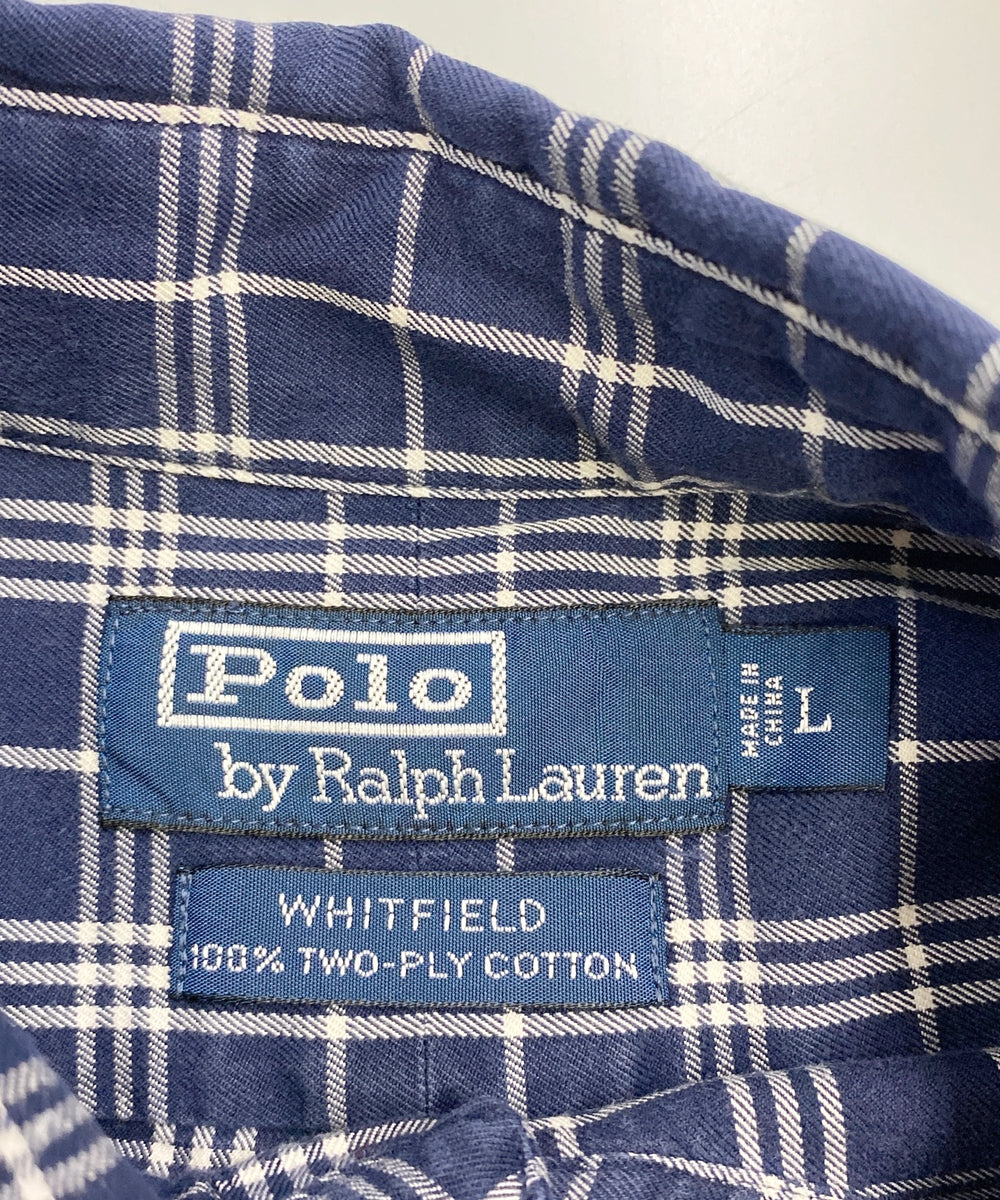 Polo
by Ralph Lauren
MADE IN
CHINA
L
WHITFIELD
100% TWO-PLY COTTON